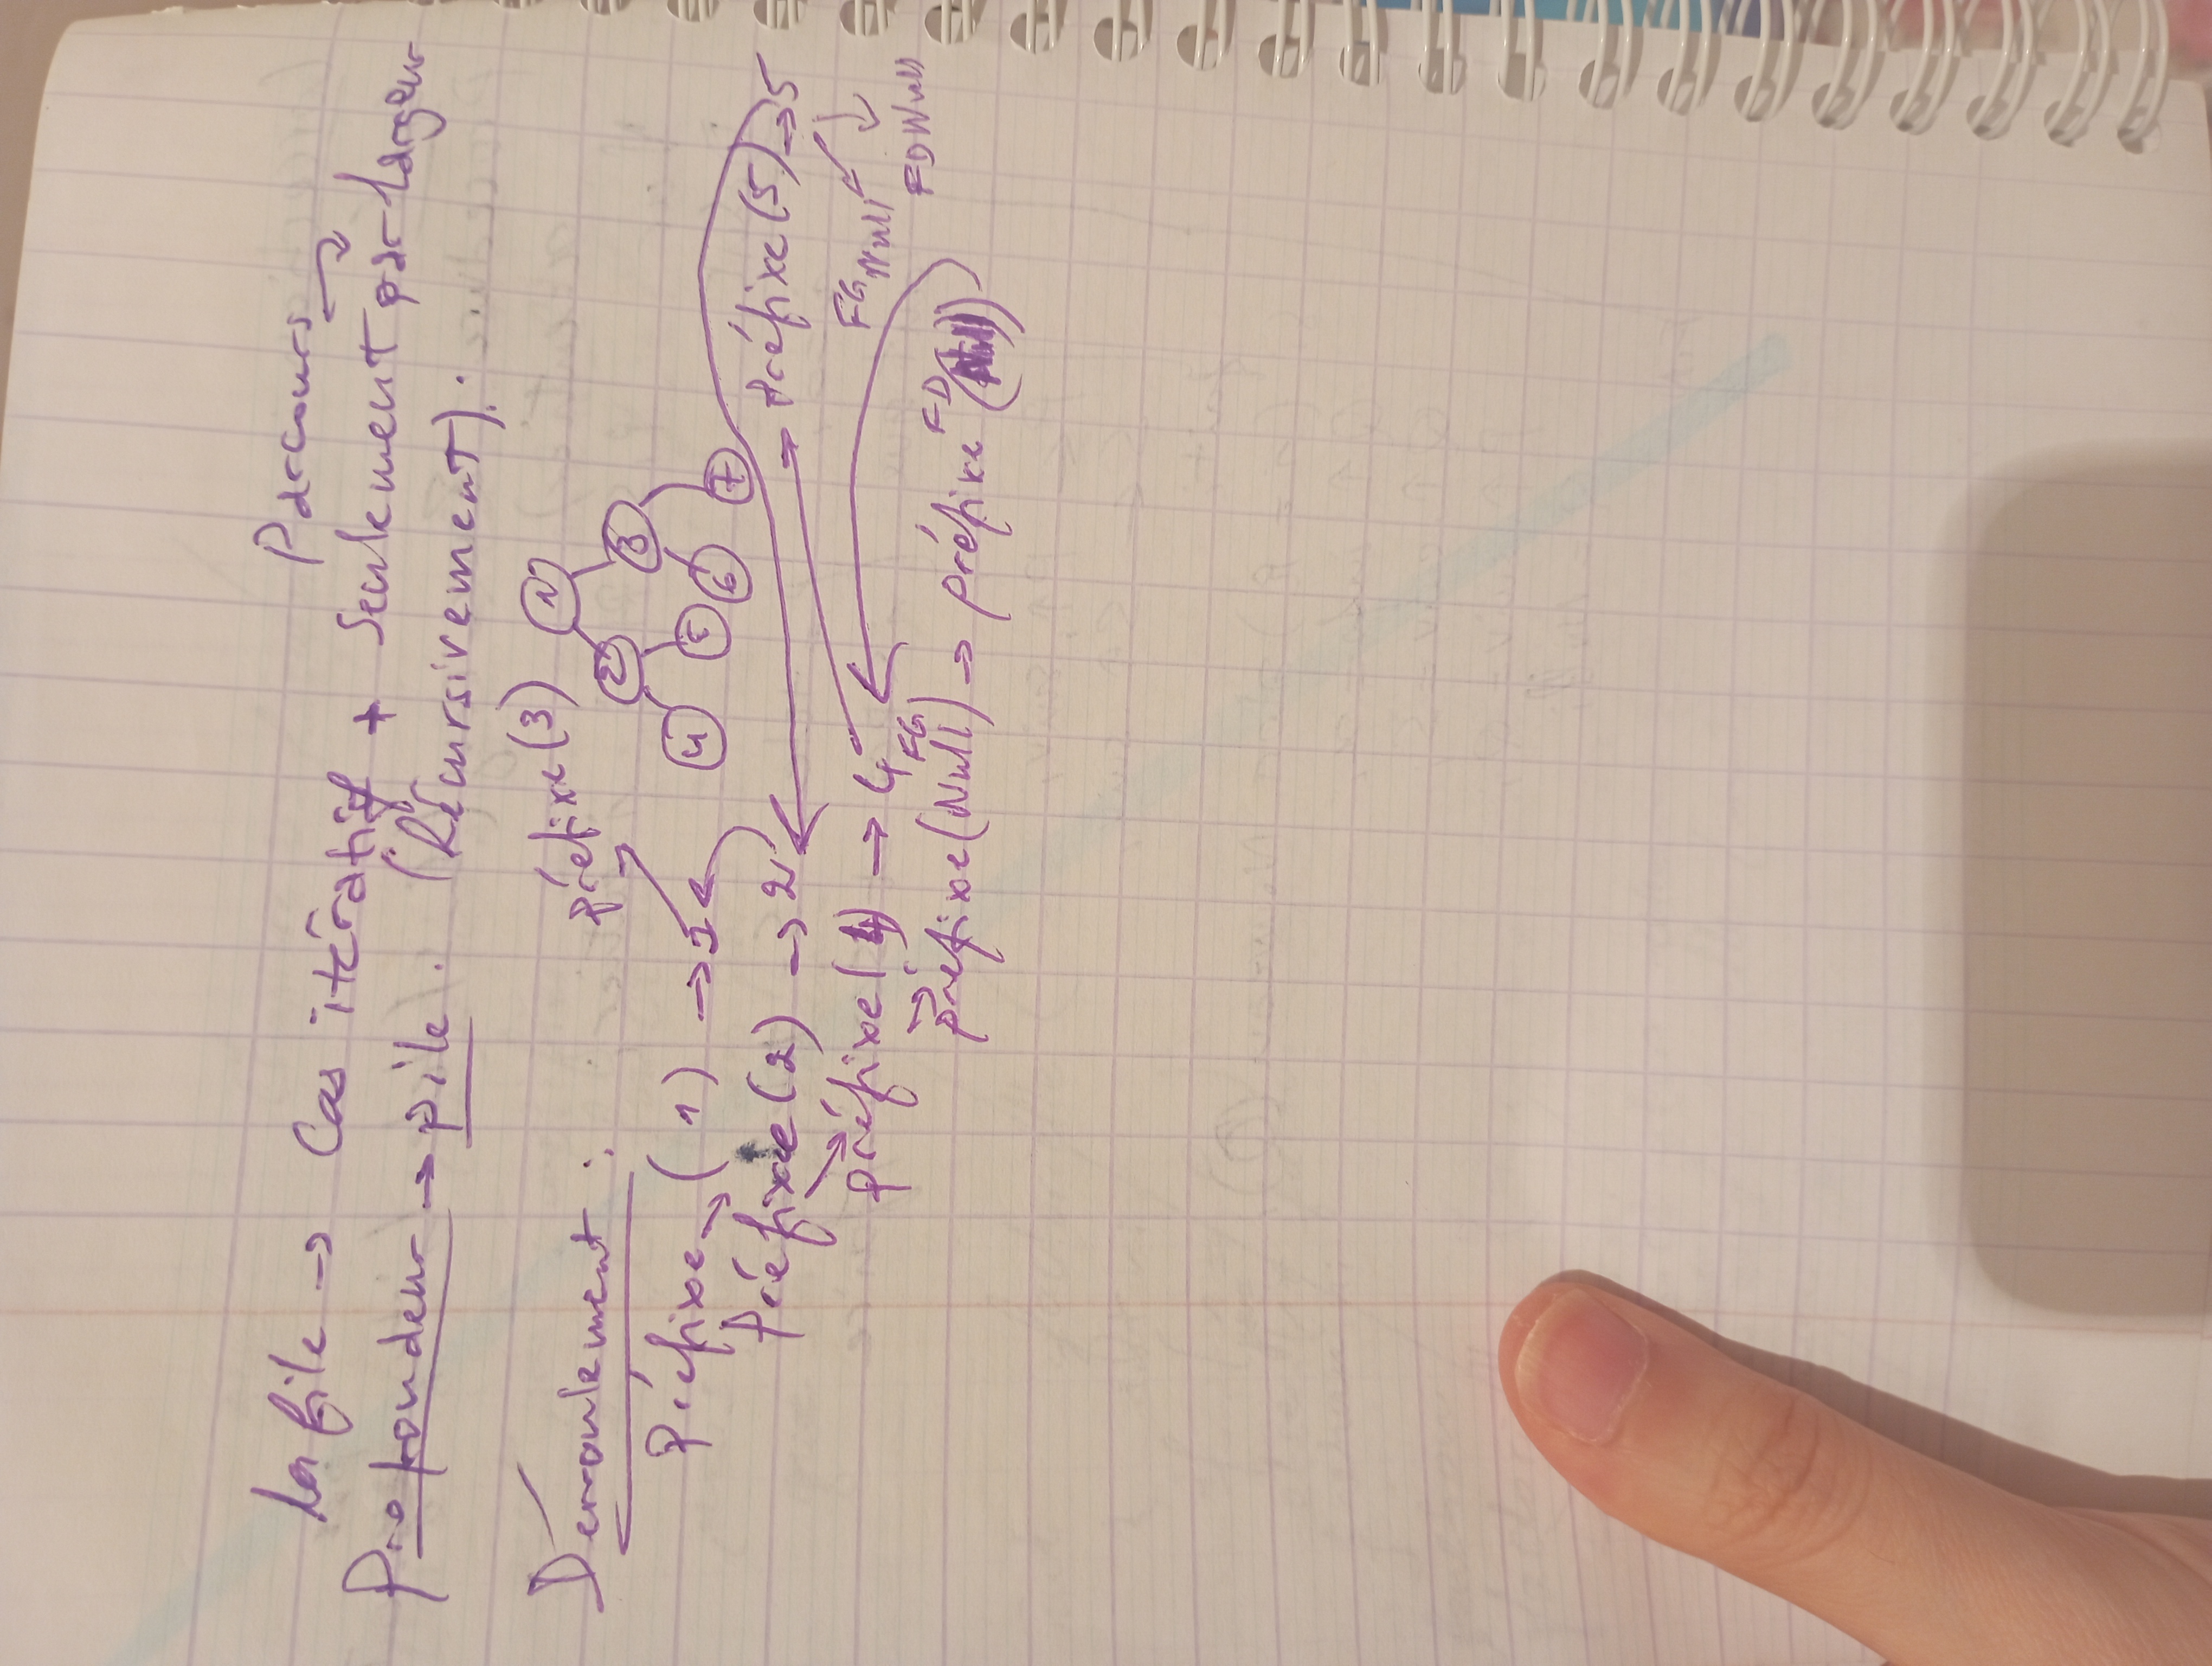 La file → Cas itératif + Seulement par largeur
Parcours →
Profondeur → pile. (Récursivement).
Dérroulement :
préfixe(3)
1
2 3
4 5 6 7
Préfixe (1) → 1
Préfixe(2) → 2
préfixe(5) → 5
préfixe(4) → 4
FG Null
FD Null
FG FD
préfixe(Null) → préfixe(Null)